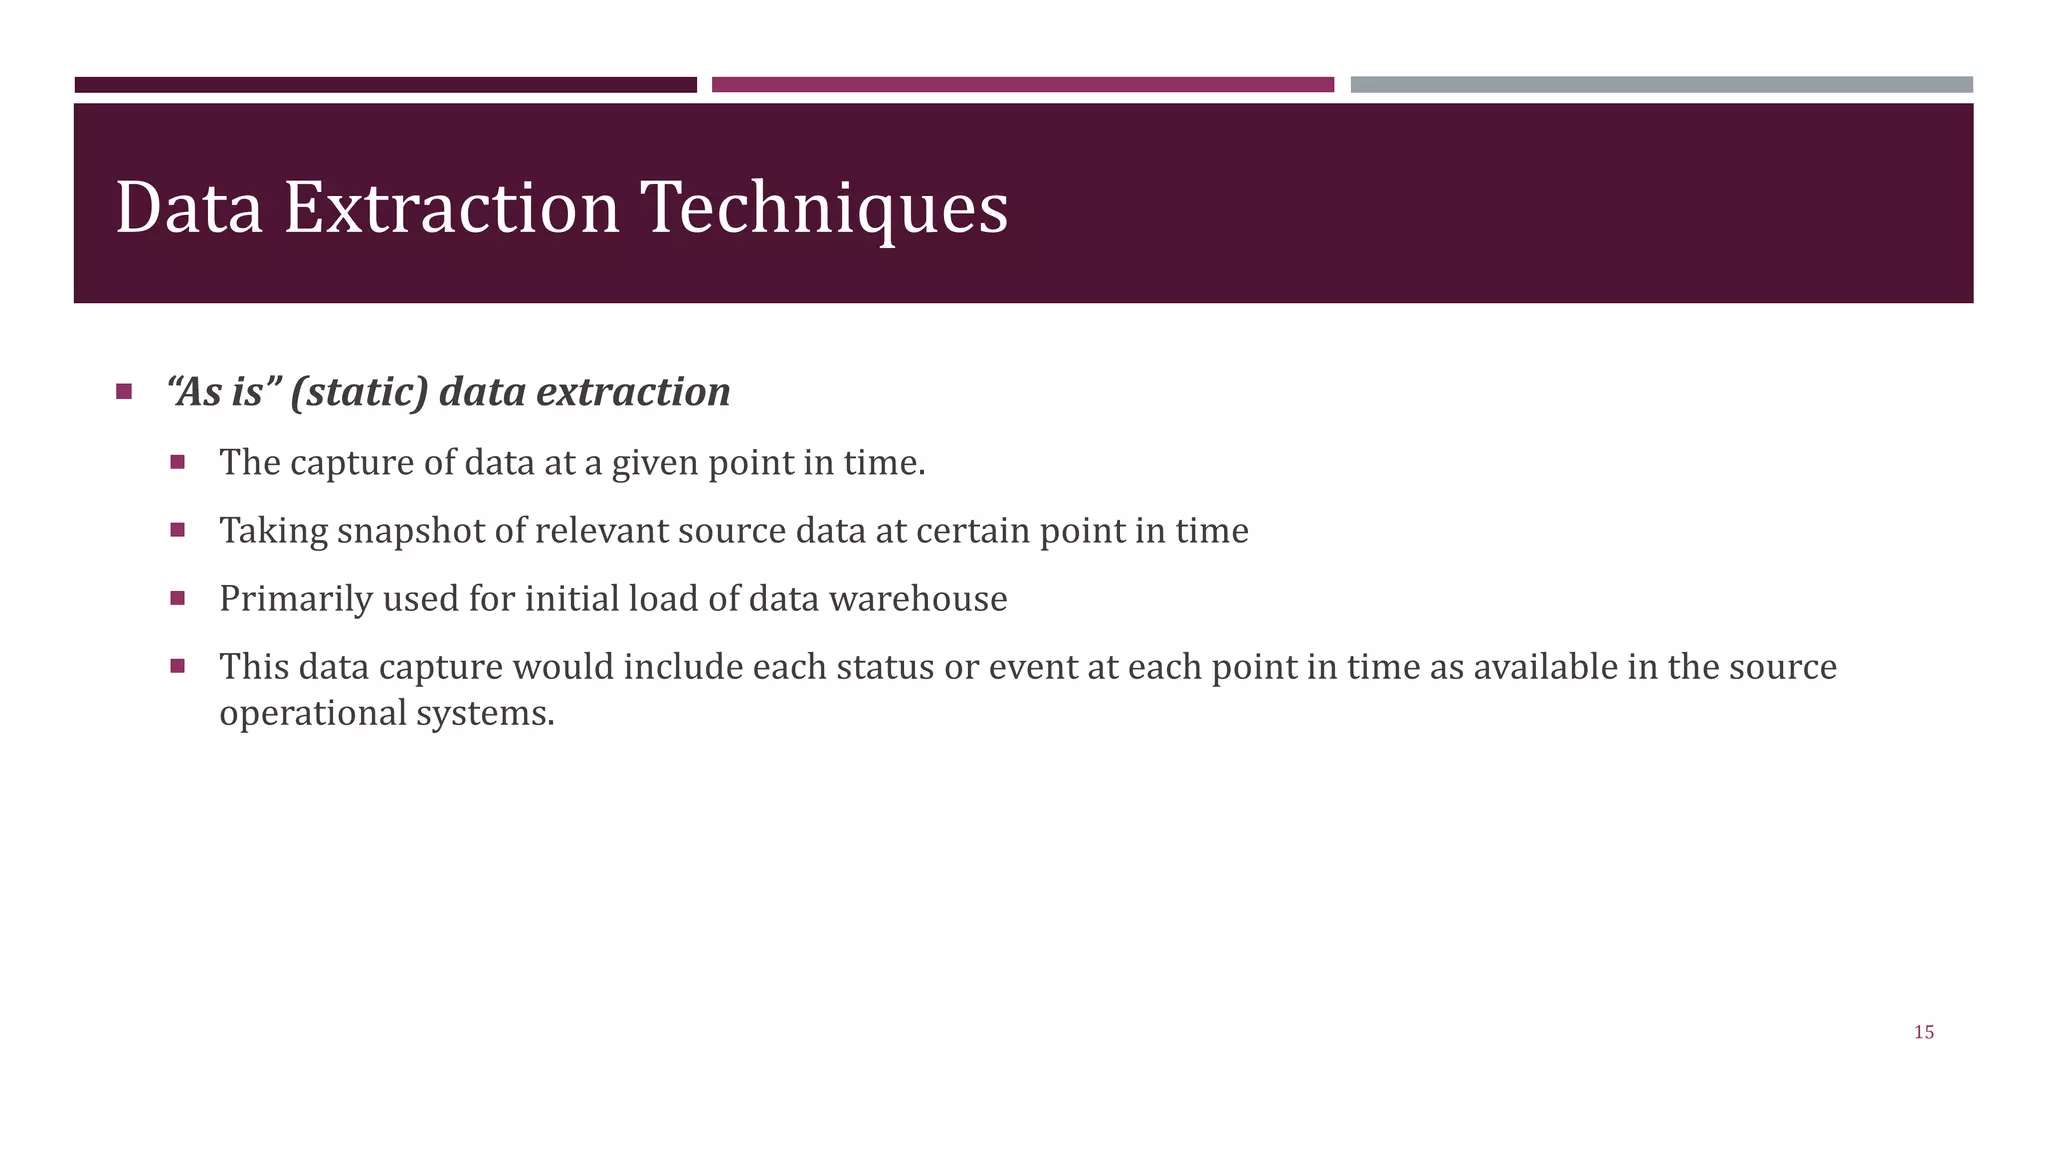 Data Extraction Techniques
“As is” (static) data extraction
The capture of data at a given point in time.
Taking snapshot of relevant source data at certain point in time
Primarily used for initial load of data warehouse
This data capture would include each status or event at each point in time as available in the source
operational systems.
15